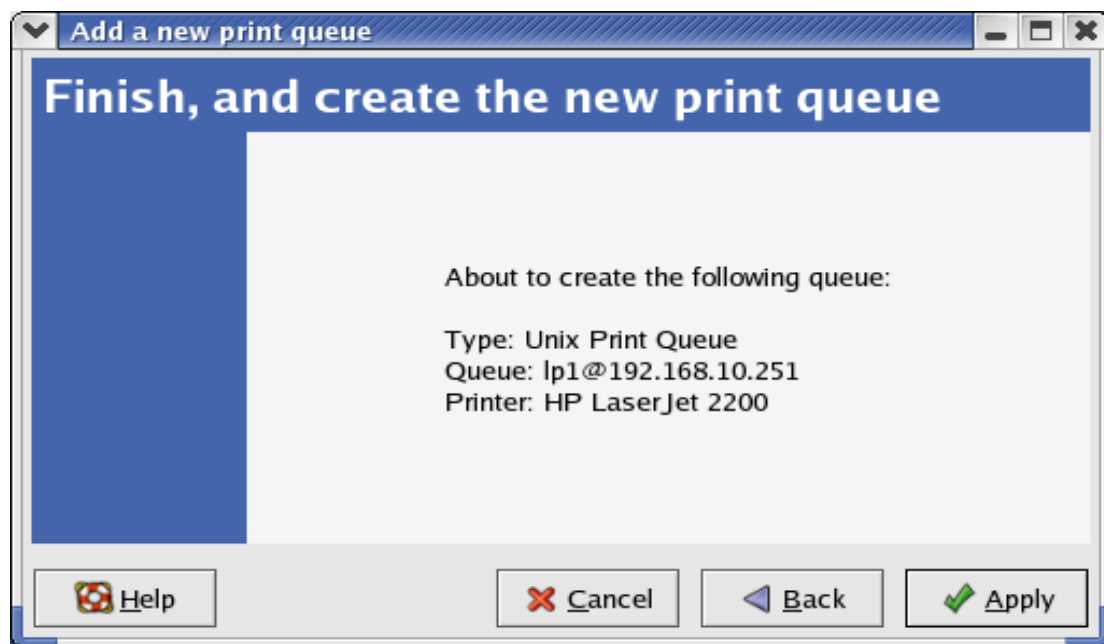 Add a new print queue
Finish, and create the new print queue
About to create the following queue:
Type: Unix Print Queue
Queue: lp1@192.168.10.251
Printer: HP LaserJet 2200
Help
Cancel
Back
Apply